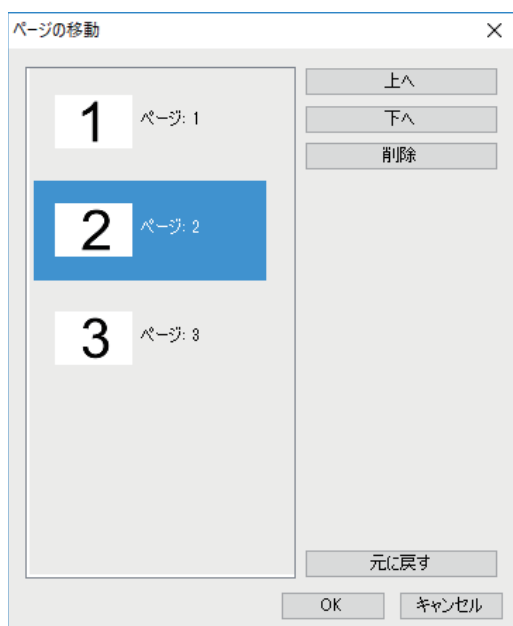 ページの移動
1 ページ: 1
2 ページ: 2
3 ページ: 3
上へ
下へ
削除
元に戻す
OK キャンセル